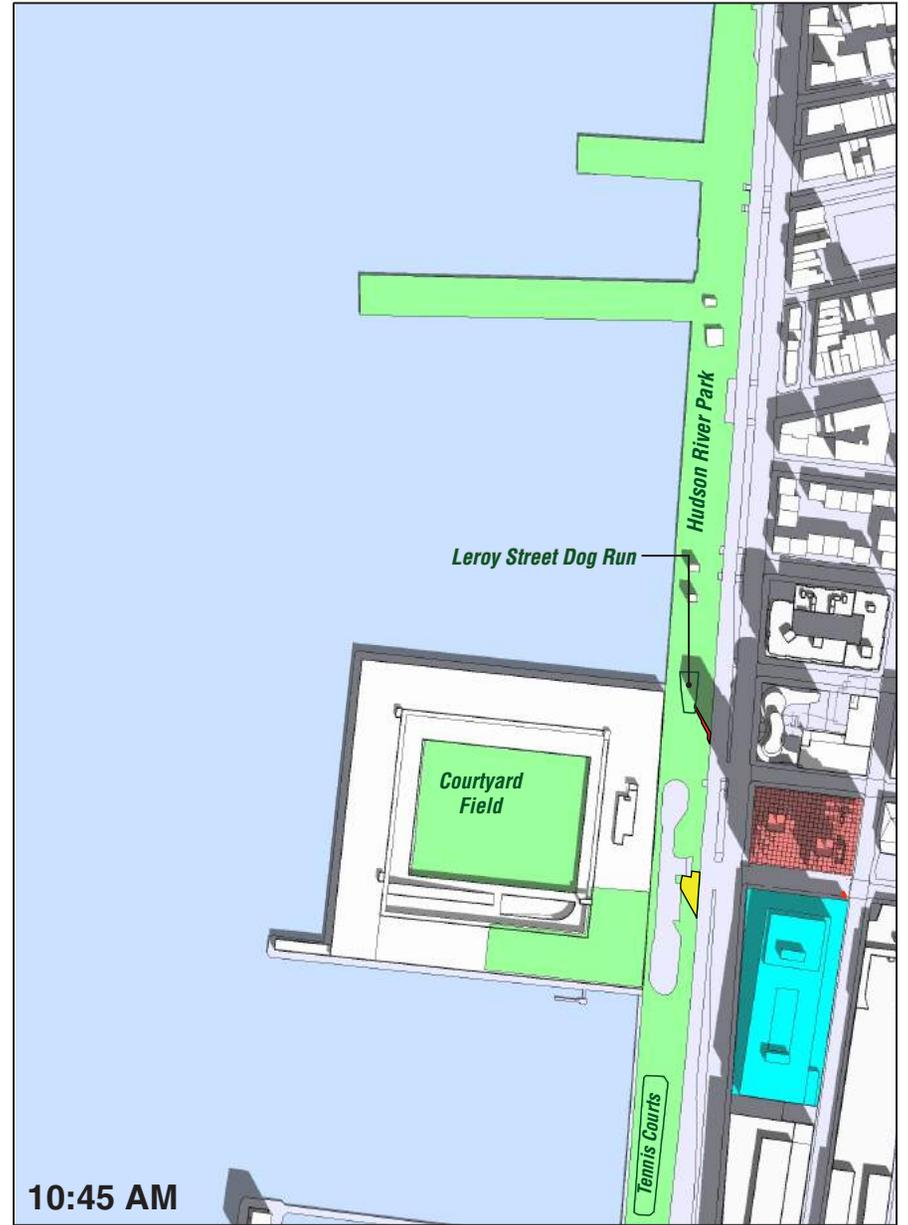 Hudson River Park
Leroy Street Dog Run
Courtyard
Field
Tennis Courts
10:45 AM